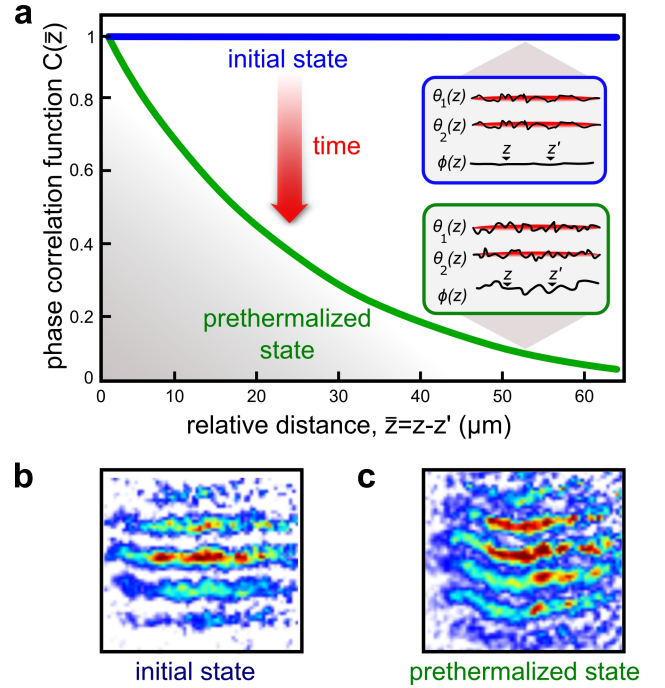 a
phase correlation function C(z̄)
1
0.8
0.6
0.4
0.2
0
initial state
time
prethermalized
state
θ₁(z)
θ₂(z)
z z'
ϕ(z)
θ₁(z)
θ₂(z)
z z'
ϕ(z)
0 10 20 30 40 50 60
relative distance, z̄=z-z' (μm)
b
c
initial state
prethermalized state